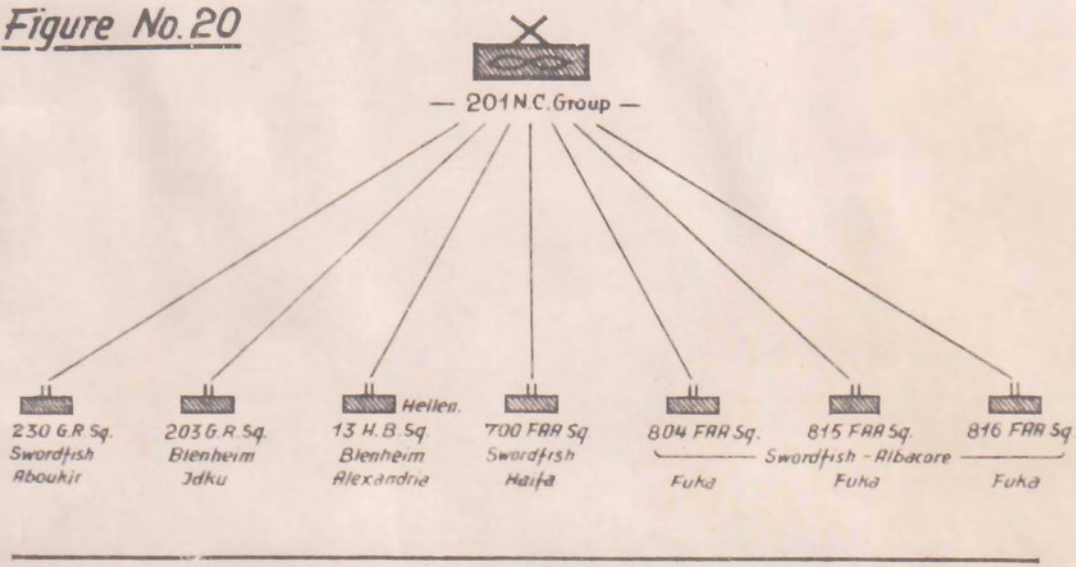 Figure No. 20
— 201 N.C. Group —
Hellen.
230 G.R. Sq.
Swordfish
Aboukir
203 G.R. Sq.
Blenheim
Jdku
13 H.B. Sq.
Blenheim
Alexandria
700 FAA Sq.
Swordfish
Haifa
804 FAA Sq.
815 FAA Sq.
816 FAA Sq.
Swordfish - Albacore
Fuka
Fuka
Fuka